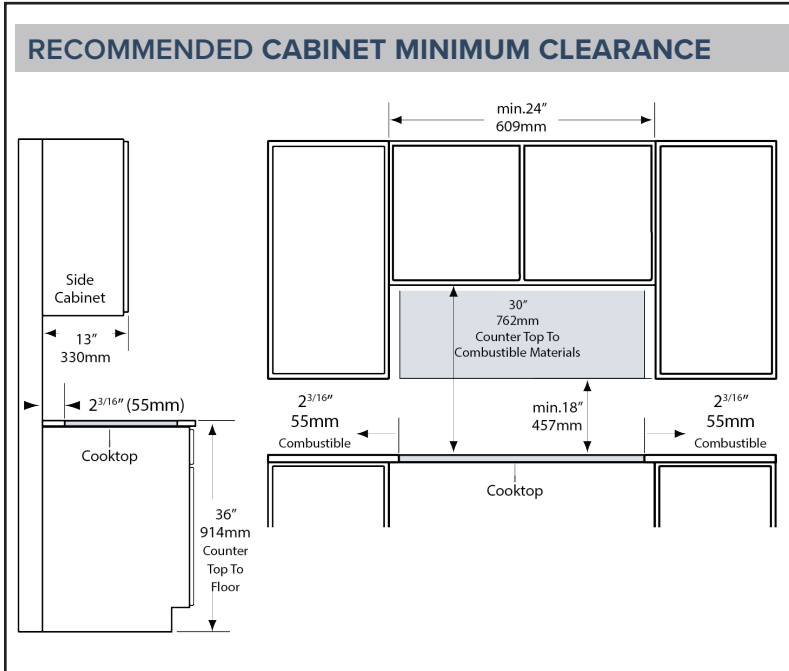 RECOMMENDED CABINET MINIMUM CLEARANCE
min.24"
609mm
Side
Cabinet
13"
330mm
2 3/16" (55mm)
Cooktop
36"
914mm
Counter
Top To
Floor
30"
762mm
Counter Top To
Combustible Materials
2 3/16"
55mm
Combustible
min.18"
457mm
2 3/16"
55mm
Combustible
Cooktop